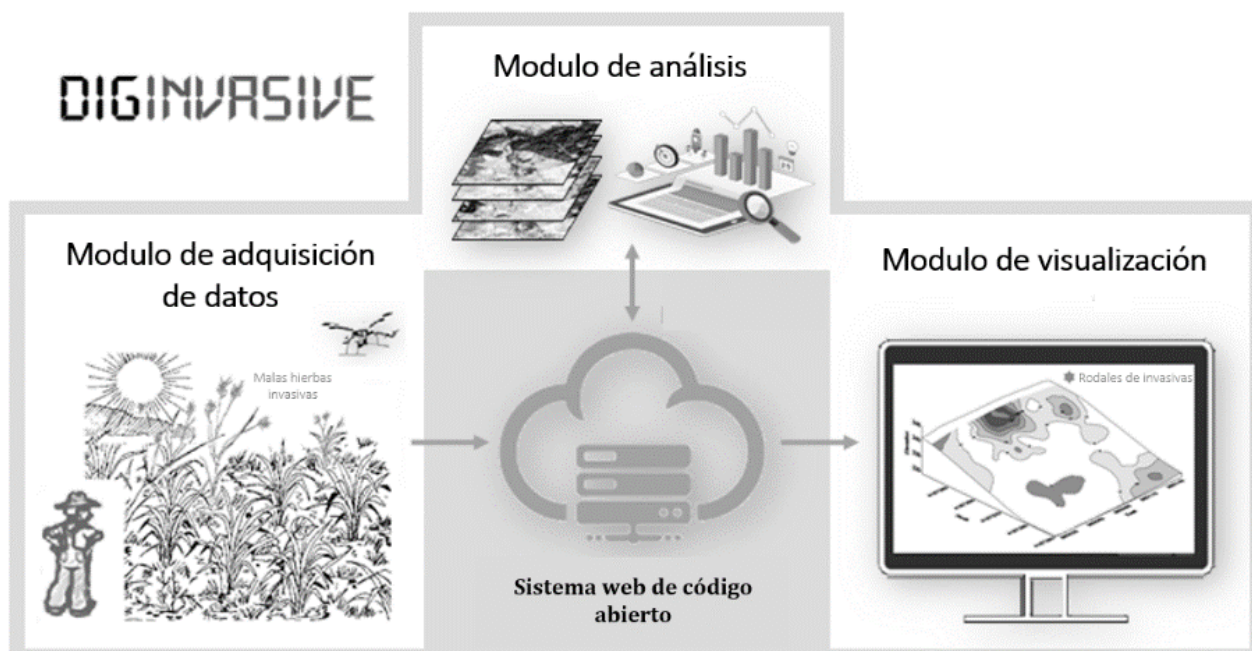 DIGINVASIVE
Modulo de análisis
Modulo de adquisición
de datos
Malas hierbas
invasivas
Modulo de visualización
Rodales de invasivas
Sistema web de código
abierto